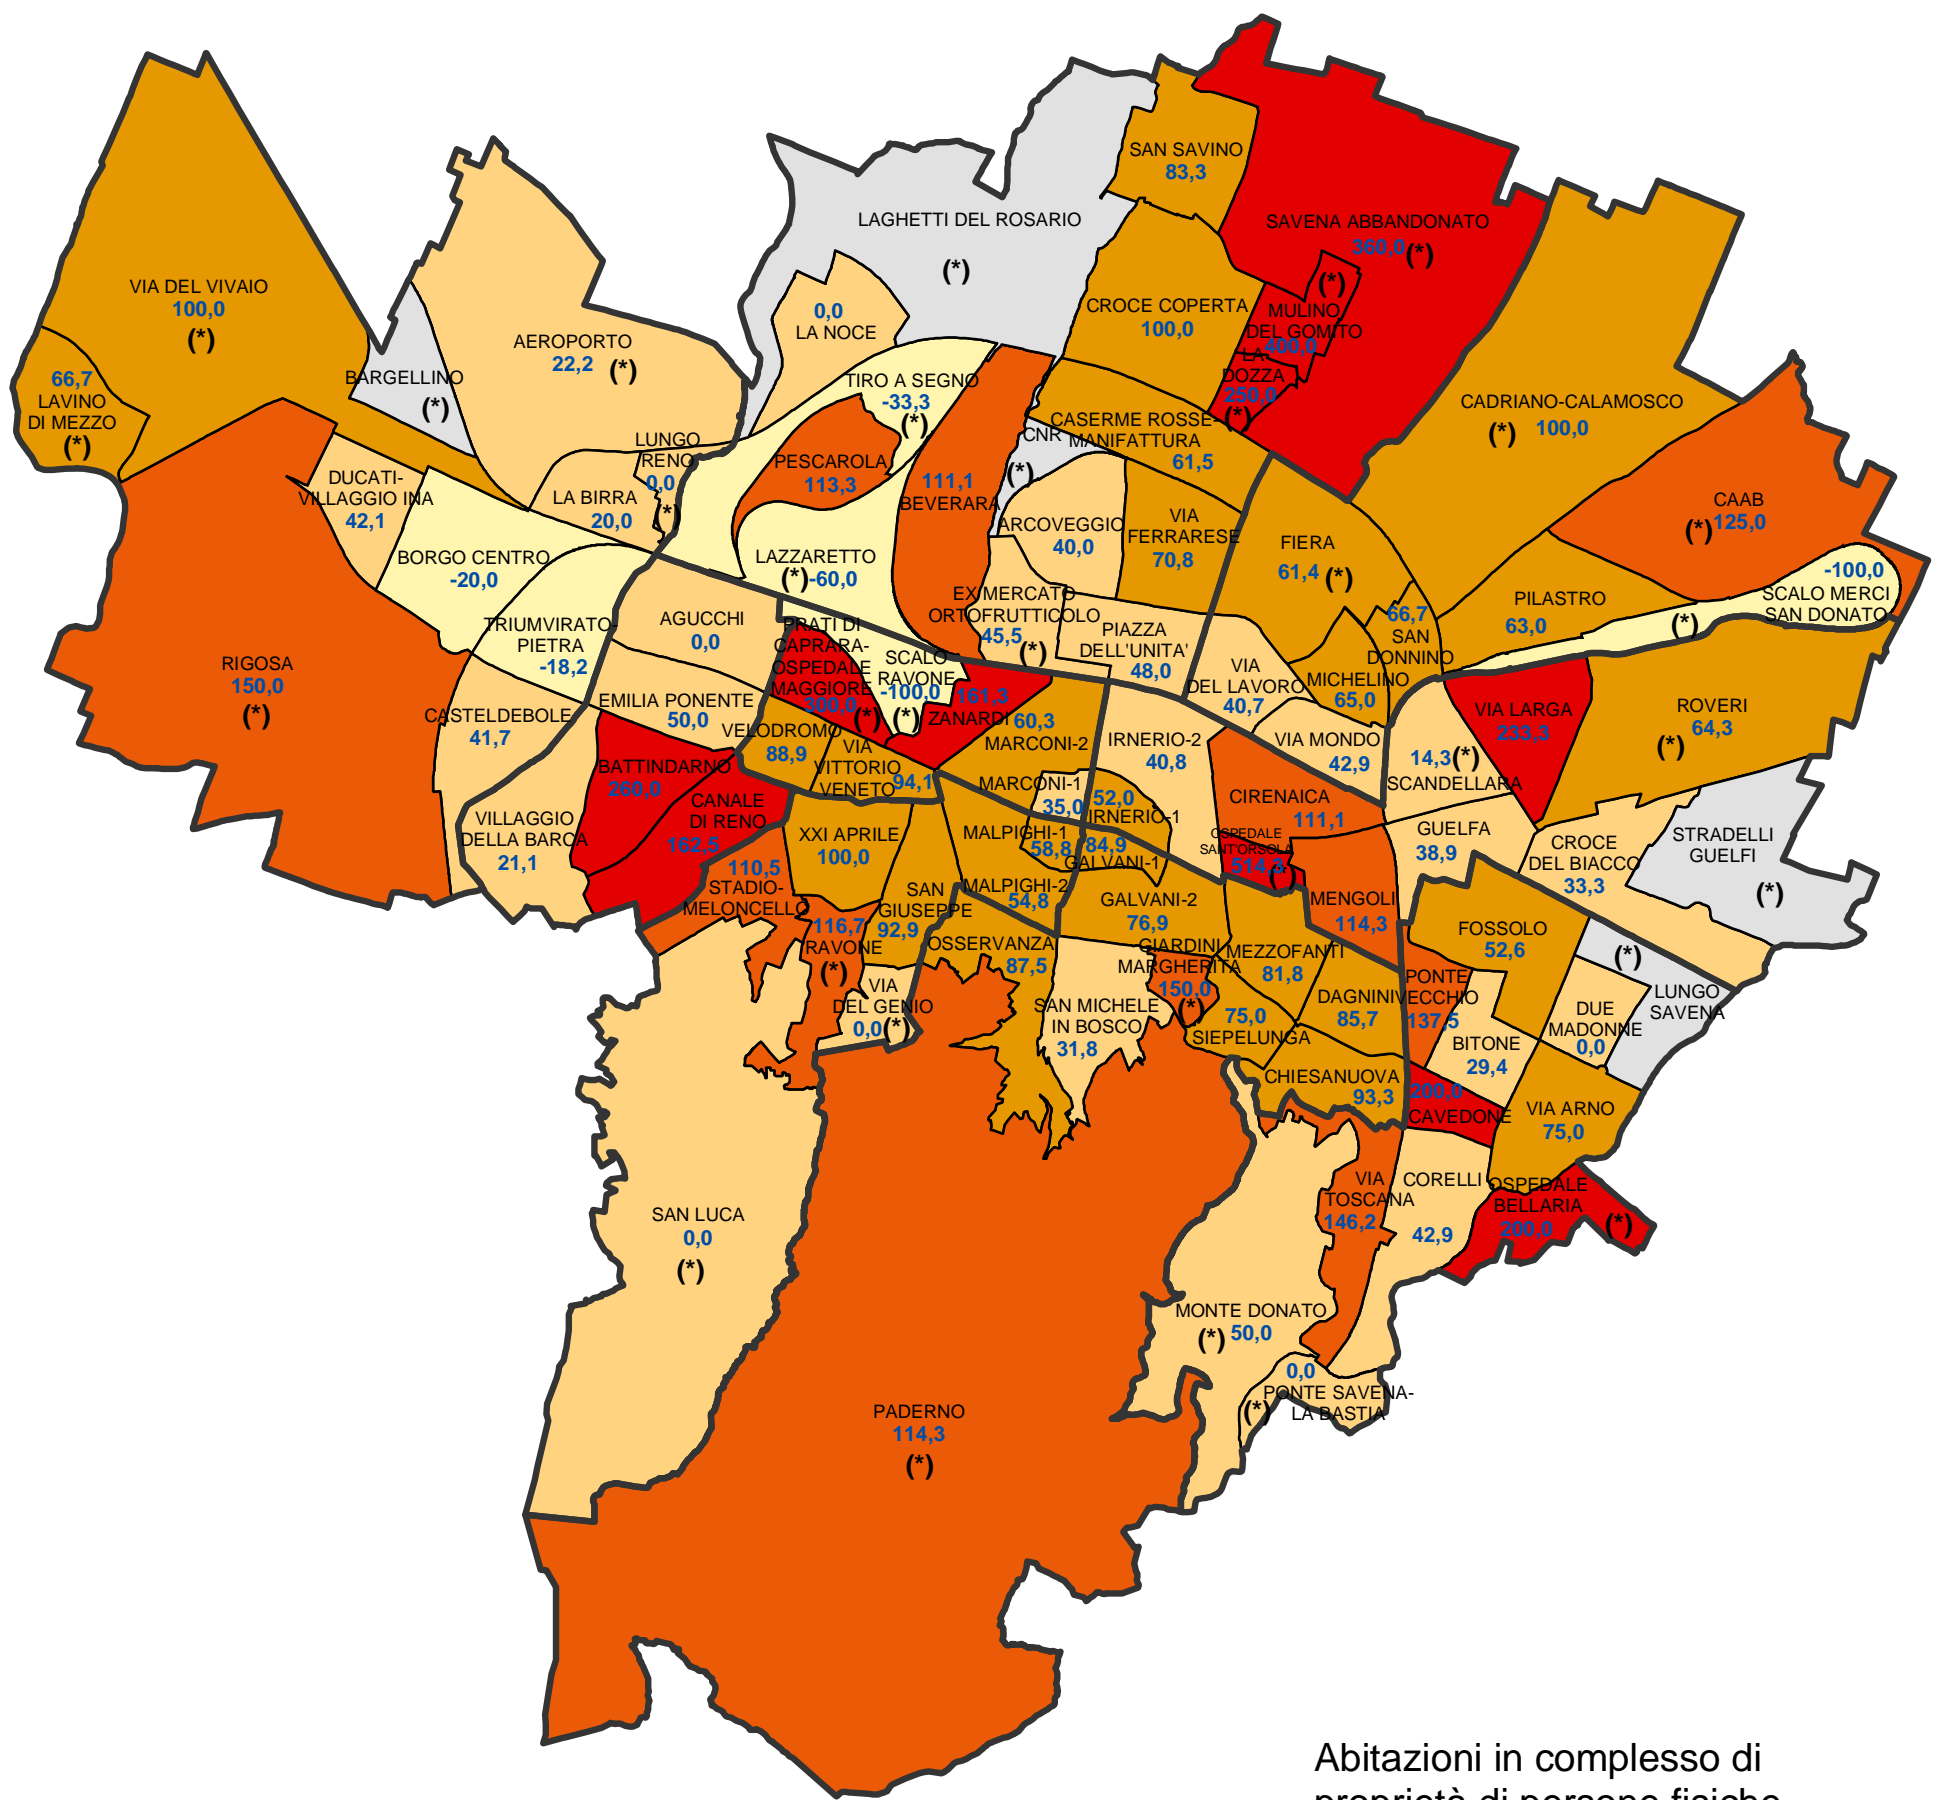 SAN SAVINO
83,3
LAGHETTI DEL ROSARIO
(*)
SAVENA ABBANDONATO
360,0 (*)
VIA DEL VIVAIO
100,0
(*)
AEROPORTO
22,2 (*)
0,0
LA NOCE
CROCE COPERTA
100,0
(*)
MULINO
DEL GOMITO
400,0
LA
DOZZA
250,0
(*)
66,7
LAVINO
DI MEZZO
(*)
BARGELLINO
(*)
TIRO A SEGNO
-33,3
(*)
CADRIANO-CALAMOSCO
(*) 100,0
CASERME ROSSE-
MANIFATTURA
61,5
CNR
(*)
LUNGO
RENO
0,0
(*)
PESCAROLA
113,3
111,1
BEVERARA
DUCATI-
VILLAGGIO INA
42,1
LA BIRRA
20,0
CAAB
(*) 125,0
ARCOVEGGIO
40,0
VIA
FERRARESE
70,8
FIERA
61,4 (*)
BORGO CENTRO
-20,0
LAZZARETTO
(*) -60,0
-100,0
SCALO MERCI
SAN DONATO
(*)
EX MERCATO
ORTOFRUTTICOLO
45,5
(*)
PILASTRO
63,0
66,7
SAN
DONNINO
TRIUMVIRATO-
PIETRA
-18,2
AGUCCHI
0,0
PRATI DI
CAPRARA-
OSPEDALE
MAGGIORE
300,0
(*)
SCALO
RAVONE
-100,0
(*)
PIAZZA
DELL'UNITA'
48,0
VIA
DEL LAVORO
40,7
MICHELINO
65,0
RIGOSA
150,0
(*)
EMILIA PONENTE
50,0
161,3
ZANARDI
60,3
MARCONI-2
VIA LARGA
233,3
ROVERI
64,3
(*)
CASTELDEBOLE
41,7
VELODROMO
88,9
VIA
VITTORIO
VENETO
94,1
IRNERIO-2
40,8
VIA MONDO
42,9
14,3 (*)
SCANDELLARA
BATTINDARNO
260,0
MARCONI-1
35,0
52,0
IRNERIO-1
CIRENAICA
111,1
CANALE
DI RENO
162,5
VILLAGGIO
DELLA BARCA
21,1
XXI APRILE
100,0
MALPIGHI-1
58,8
84,9
GALVANI-1
OSPEDALE
SANT'ORSOLA
514,3
(*)
GUELFA
38,9
CROCE
DEL BIACCO
33,3
STRADELLI
GUELFI
(*)
110,5
STADIO-
MELONCELLO
SAN
GIUSEPPE
92,9
MALPIGHI-2
54,8
GALVANI-2
76,9
MENGOLI
114,3
116,7
RAVONE
(*)
OSSERVANZA
87,5
GIARDINI
MARGHERITA
150,0
(*)
MEZZOFANTI
81,8
FOSSOLO
52,6
(*)
LUNGO
SAVENA
VIA
DEL GENIO
0,0 (*)
SAN MICHELE
IN BOSCO
31,8
75,0
SIEPELUNGA
DAGNINI
85,7
PONTE
VECCHIO
137,5
BITONE
29,4
DUE
MADONNE
0,0
CHIESANUOVA
93,3
200,0
CAVEDONE
VIA ARNO
75,0
SAN LUCA
0,0
(*)
VIA
TOSCANA
146,2
CORELLI
42,9
OSPEDALE
BELLARIA
200,0
(*)
MONTE DONATO
(*) 50,0
0,0
PONTE SAVENA-
LA BASTIA
(*)
PADERNO
114,3
(*)
Abitazioni in complesso di
proprietà di persone fisiche